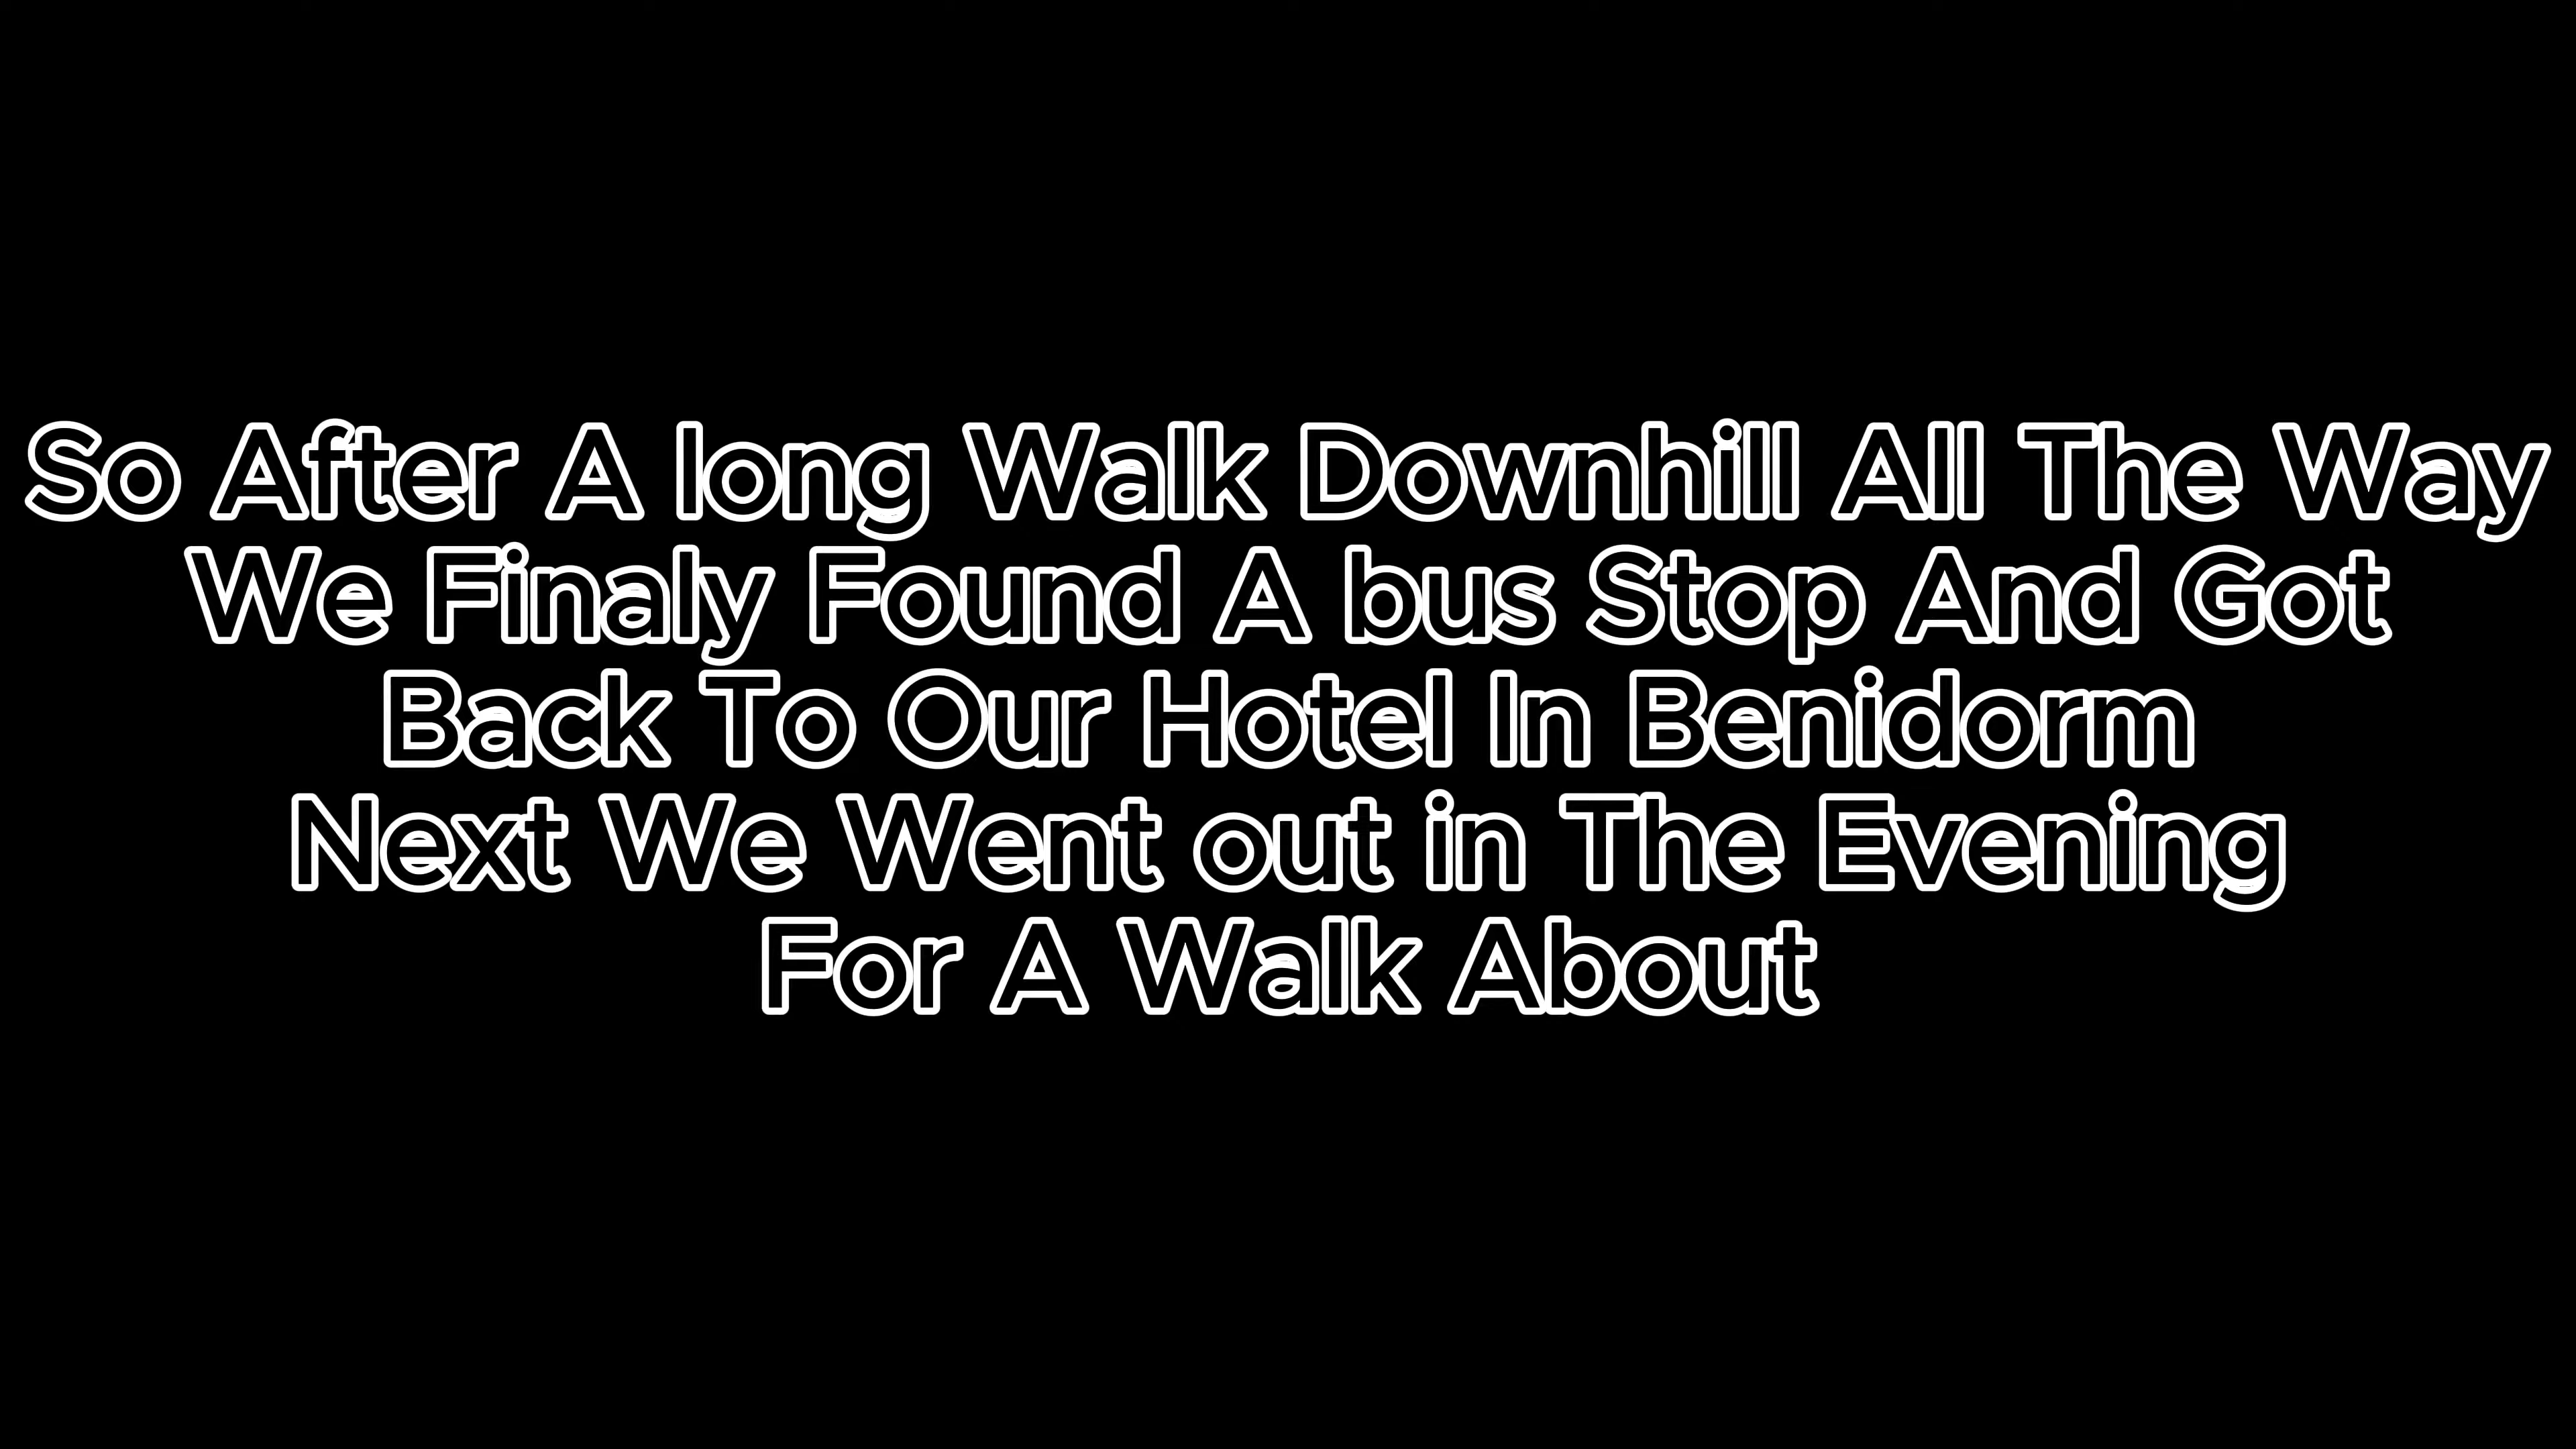 So After A long Walk Downhill All The Way
We Finaly Found A bus Stop And Got
Back To Our Hotel In Benidorm
Next We Went out in The Evening
For A Walk About